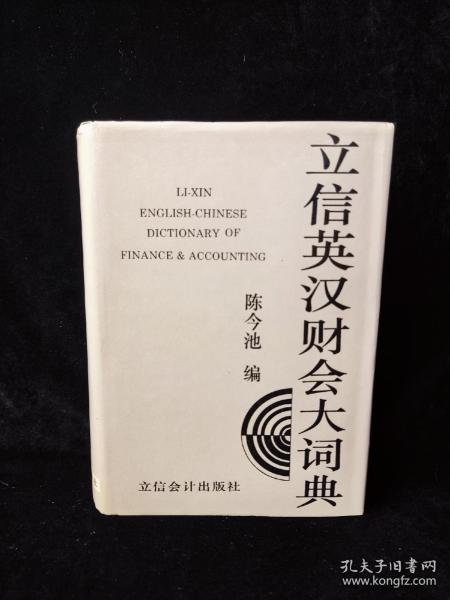 立信英汉财会大词典
LI-XIN
ENGLISH-CHINESE
DICTIONARY OF
FINANCE & ACCOUNTING
陈今池 编
立信会计出版社
孔夫子旧书网
www.kongfz.com